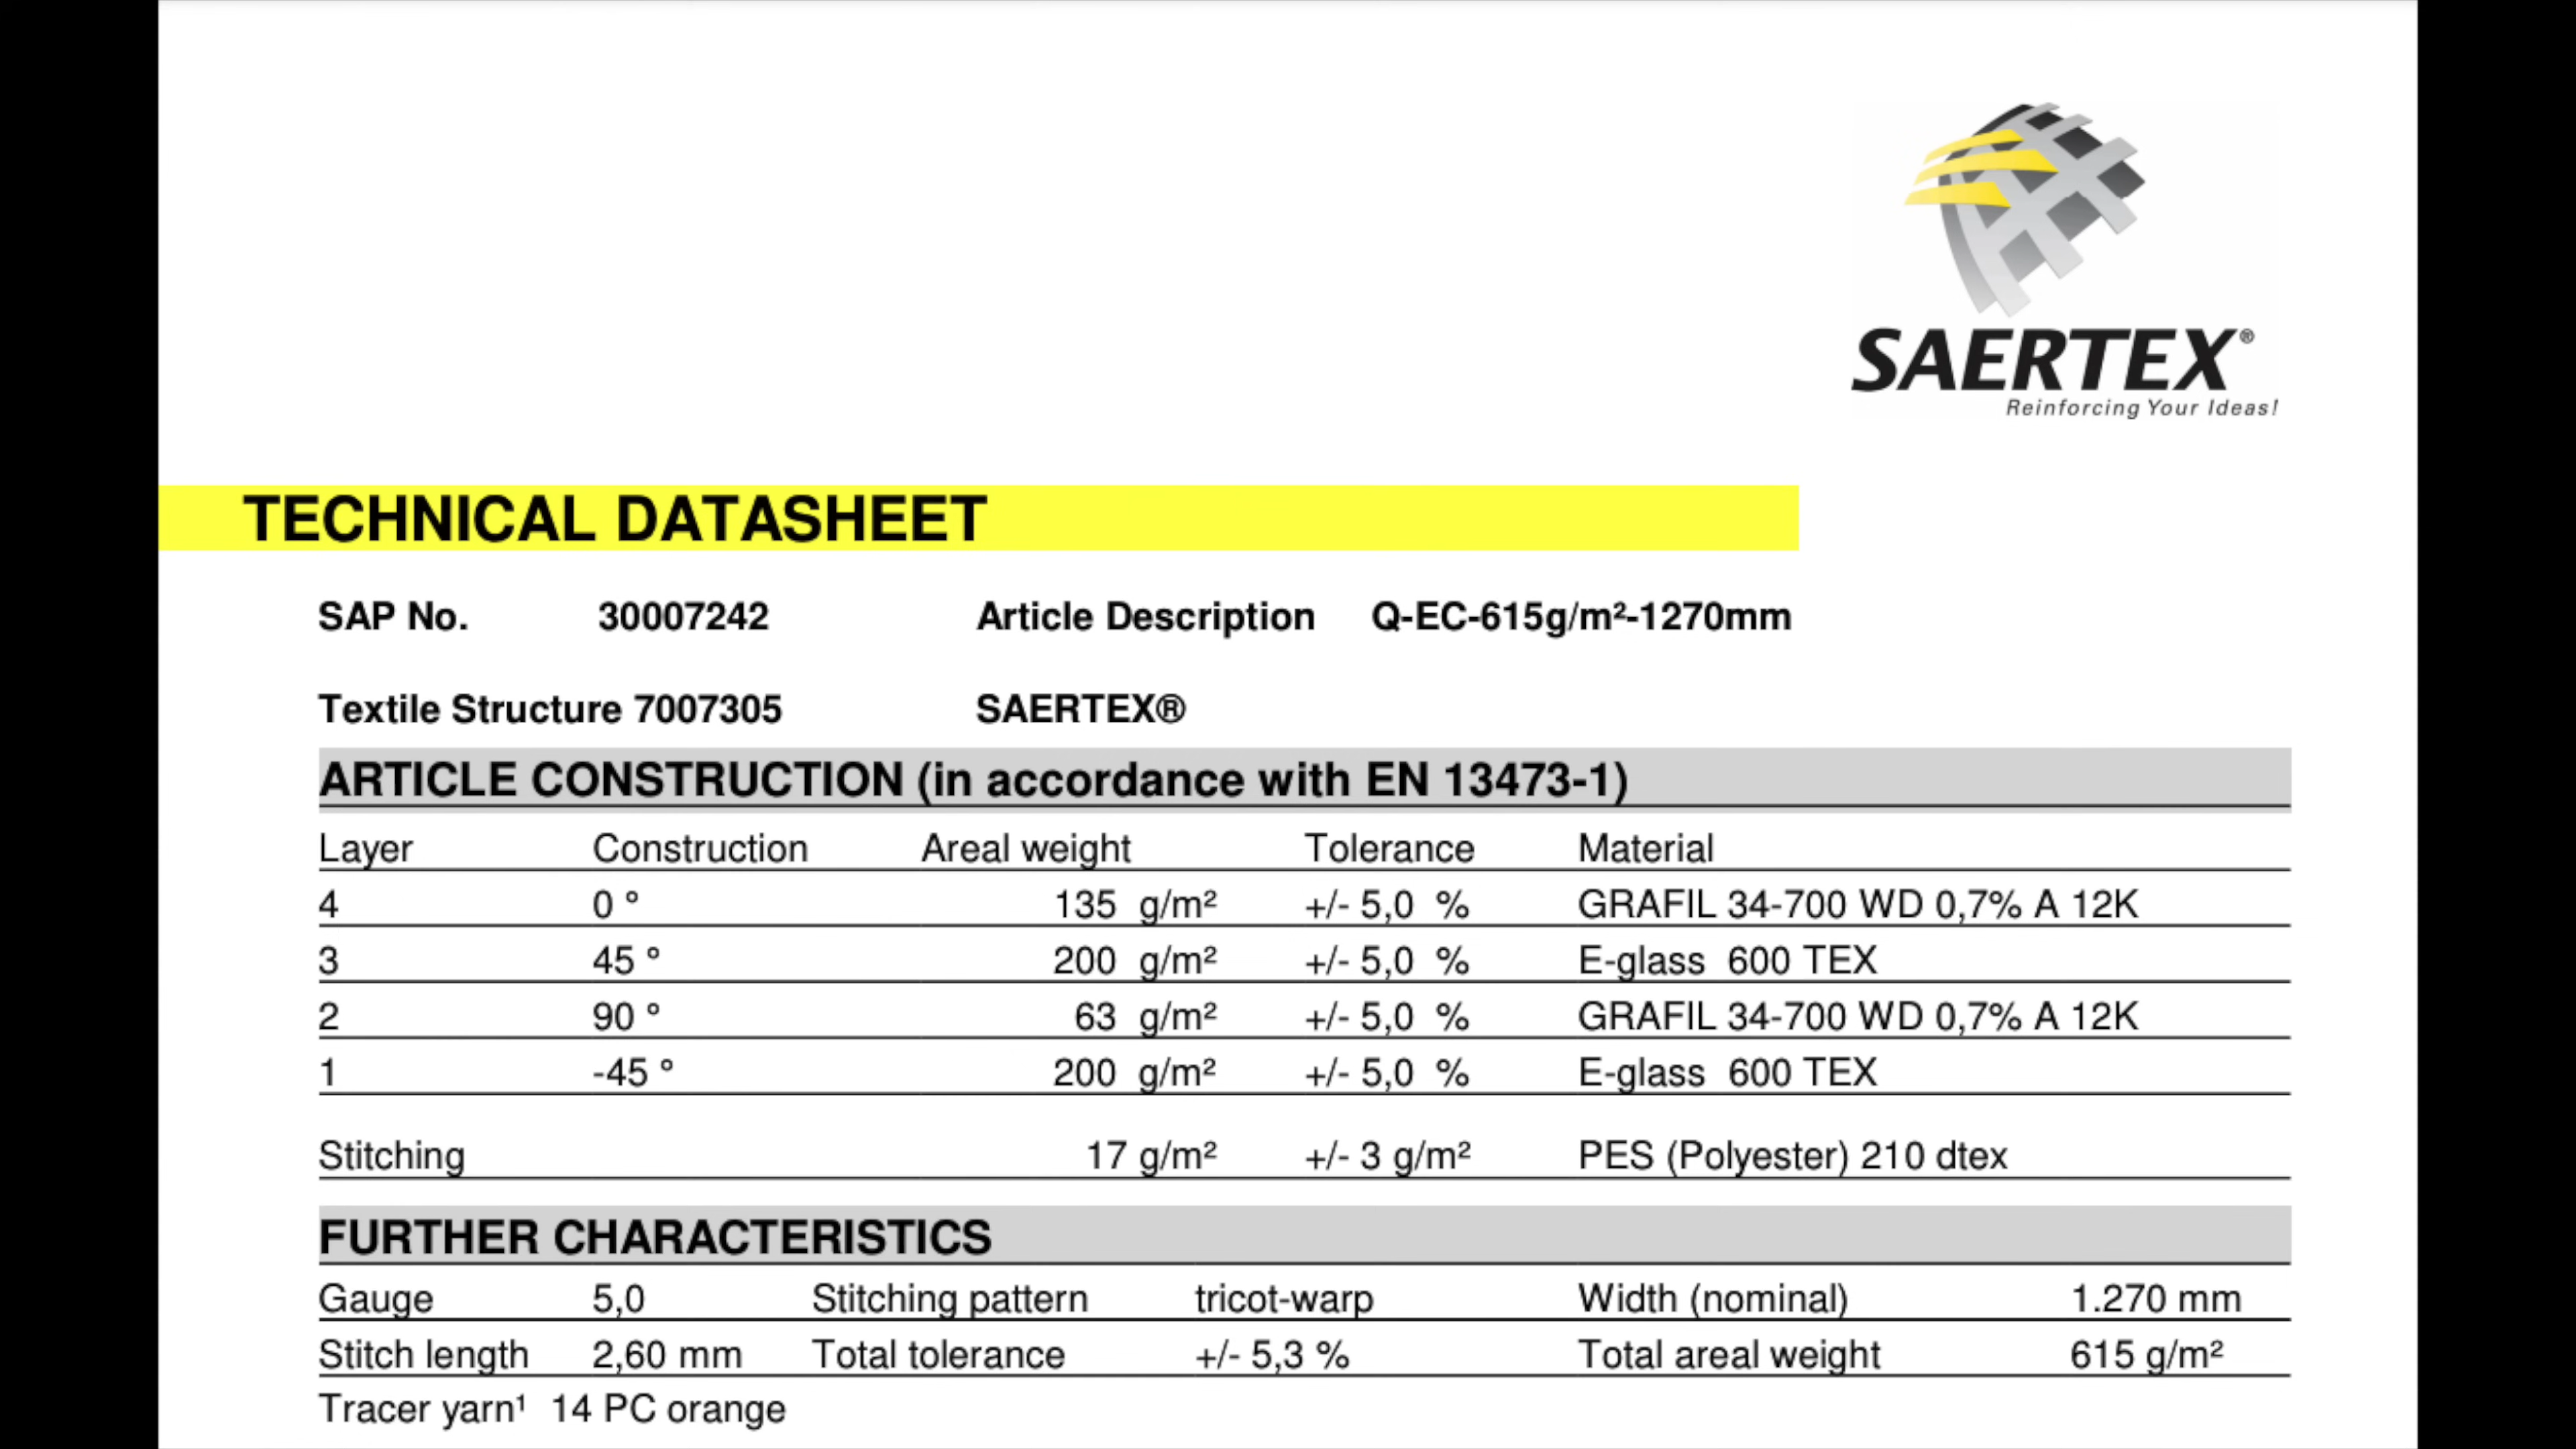 SAERTEX®
Reinforcing Your Ideas!
TECHNICAL DATASHEET
SAP No. 30007242 Article Description Q-EC-615g/m²-1270mm
Textile Structure 7007305 SAERTEX®
ARTICLE CONSTRUCTION (in accordance with EN 13473-1)
Layer Construction Areal weight Tolerance Material
4 0 ° 135 g/m² +/- 5,0 % GRAFIL 34-700 WD 0,7% A 12K
3 45 ° 200 g/m² +/- 5,0 % E-glass 600 TEX
2 90 ° 63 g/m² +/- 5,0 % GRAFIL 34-700 WD 0,7% A 12K
1 -45 ° 200 g/m² +/- 5,0 % E-glass 600 TEX
Stitching 17 g/m² +/- 3 g/m² PES (Polyester) 210 dtex
FURTHER CHARACTERISTICS
Gauge 5,0 Stitching pattern tricot-warp Width (nominal) 1.270 mm
Stitch length 2,60 mm Total tolerance +/- 5,3 % Total areal weight 615 g/m²
Tracer yarn¹ 14 PC orange